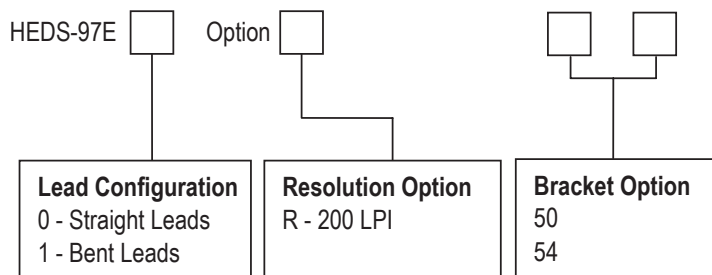 HEDS-97E Option
Lead Configuration
0 - Straight Leads
1 - Bent Leads
Resolution Option
R - 200 LPI
Bracket Option
50
54